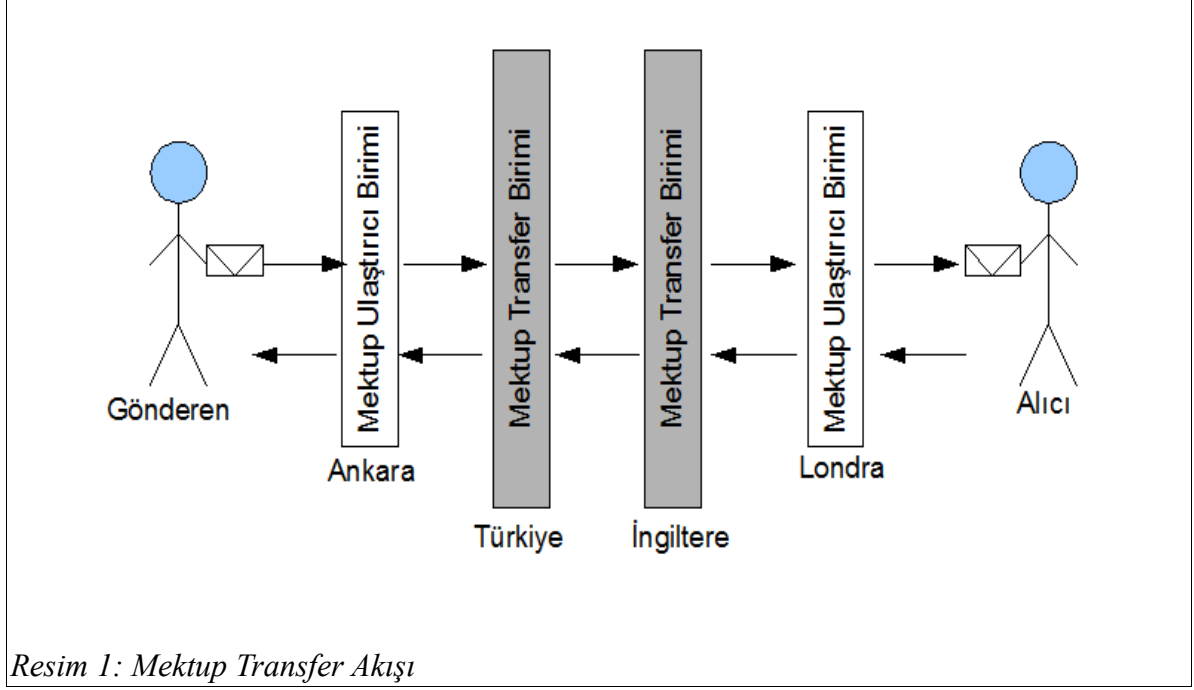 Mektup Ulaştırıcı Birimi
Mektup Transfer Birimi
Mektup Transfer Birimi
Mektup Ulaştırıcı Birimi
Gönderen
Alıcı
Ankara
Londra
Türkiye
İngiltere
Resim 1: Mektup Transfer Akışı